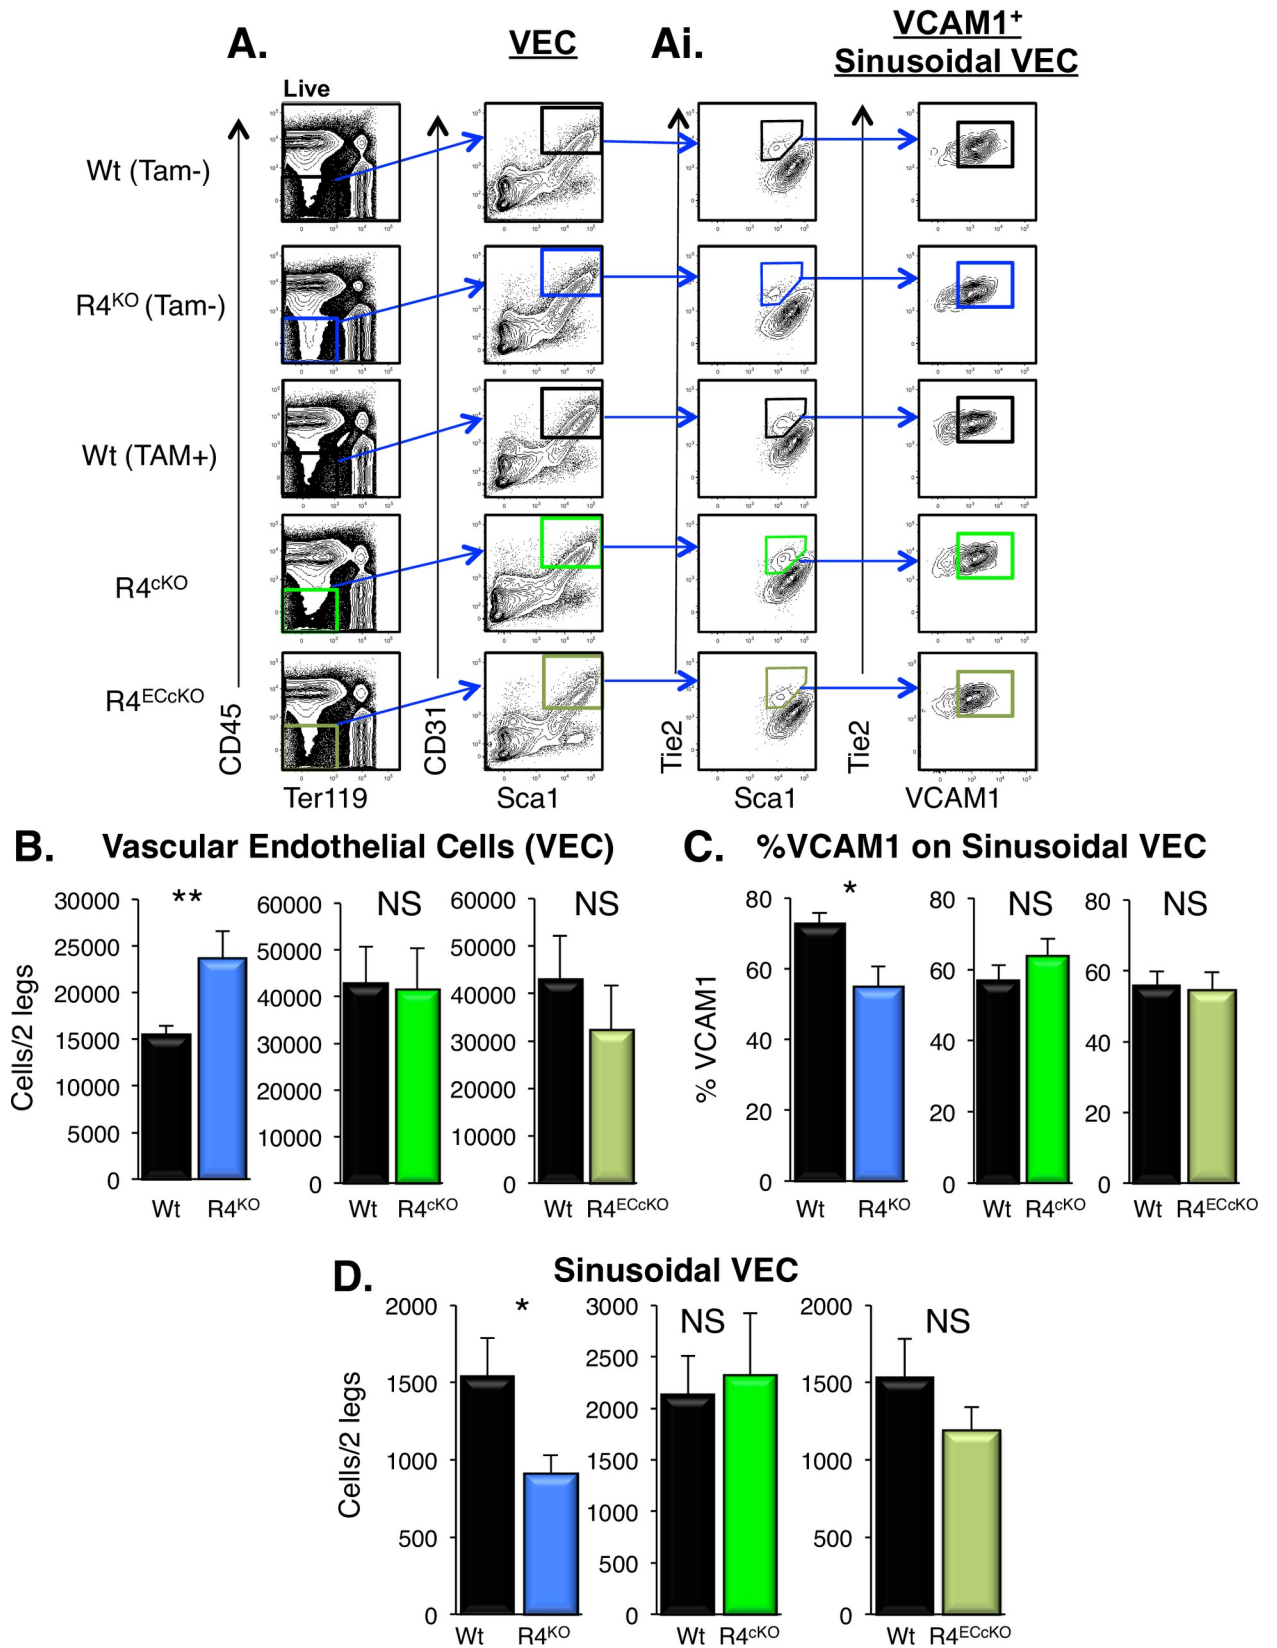 A.
VEC
Ai.
VCAM1⁺
Sinusoidal VEC
Live
Wt (Tam-)
R4ᴷᴼ (Tam-)
Wt (TAM+)
R4ᶜᴷᴼ
R4ᴱᶜᶜᴷᴼ
CD45
CD31
Tie2
Tie2
Ter119
Sca1
Sca1
VCAM1
B. Vascular Endothelial Cells (VEC)
Cells/2 legs
30000
25000
20000
15000
10000
5000
0
**
Wt R4ᴷᴼ
60000
50000
40000
30000
20000
10000
0
NS
Wt R4ᶜᴷᴼ
60000
50000
40000
30000
20000
10000
0
NS
Wt R4ᴱᶜᶜᴷᴼ
C. %VCAM1 on Sinusoidal VEC
% VCAM1
80
60
40
20
0
*
Wt R4ᴷᴼ
80
60
40
20
0
NS
Wt R4ᶜᴷᴼ
80
60
40
20
0
NS
Wt R4ᴱᶜᶜᴷᴼ
D. Sinusoidal VEC
Cells/2 legs
2000
1500
1000
500
0
*
Wt R4ᴷᴼ
3000
2500
2000
1500
1000
500
0
NS
Wt R4ᶜᴷᴼ
2000
1500
1000
500
0
NS
Wt R4ᴱᶜᶜᴷᴼ